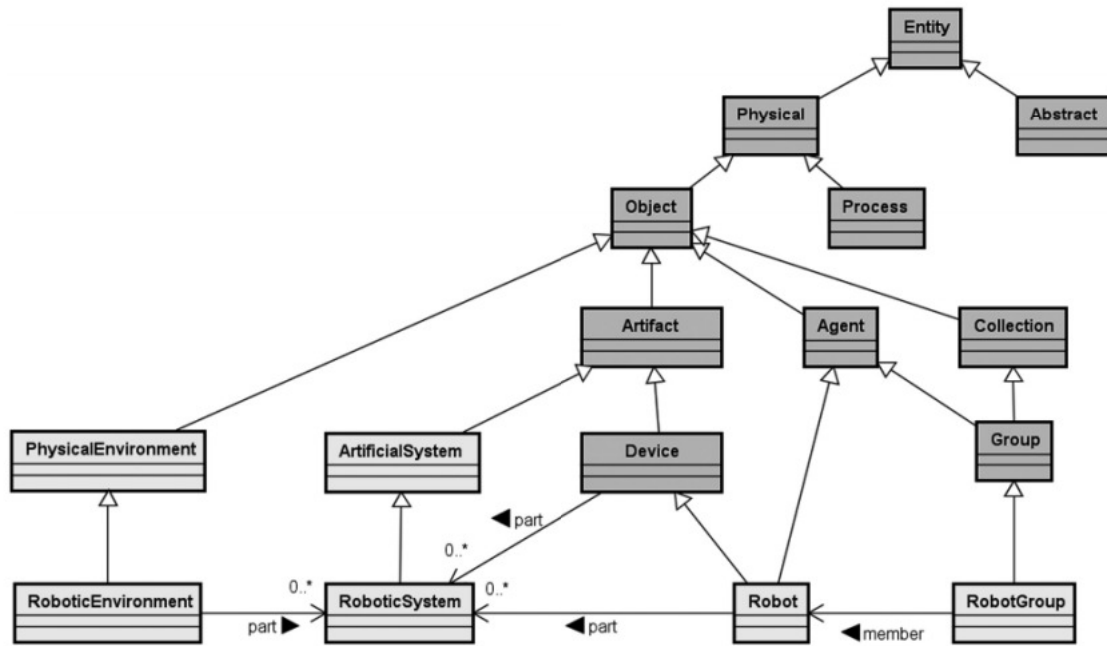 Entity
Physical
Abstract
Object
Process
Artifact
Agent
Collection
PhysicalEnvironment
ArtificialSystem
Device
Group
◀ part
0..*
0..*
0..*
RoboticEnvironment
RoboticSystem
Robot
RobotGroup
part ▶
◀ part
◀ member